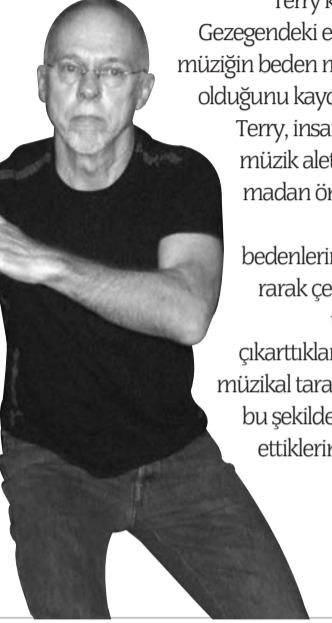 Terry k
Gezegendeki e
müziğin beden m
olduğunu kayd
Terry, insa
müzik alet
madan ör
bedenlerin
rarak çe
çıkarttıklar
müzikal tara
bu şekilde
ettiklerin